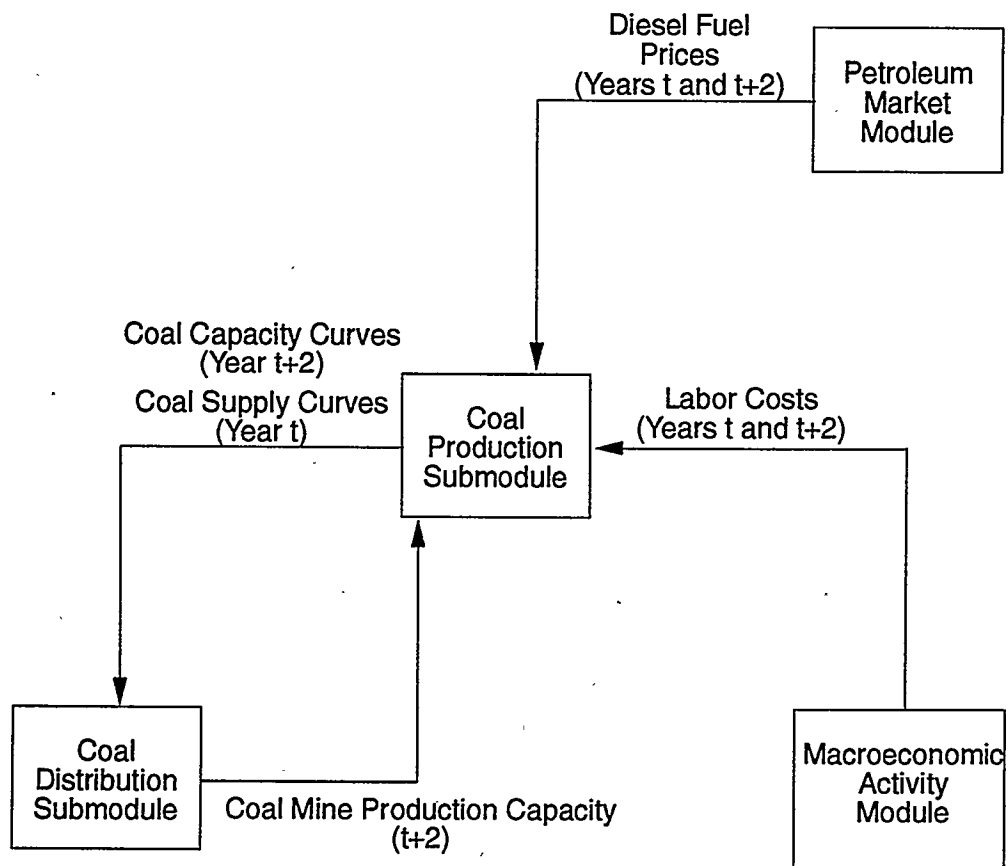 Diesel Fuel
Prices
(Years t and t+2)
Petroleum
Market
Module
Coal Capacity Curves
(Year t+2)
Coal Supply Curves
(Year t)
Coal
Production
Submodule
Labor Costs
(Years t and t+2)
Coal
Distribution
Submodule
Coal Mine Production Capacity
(t+2)
Macroeconomic
Activity
Module